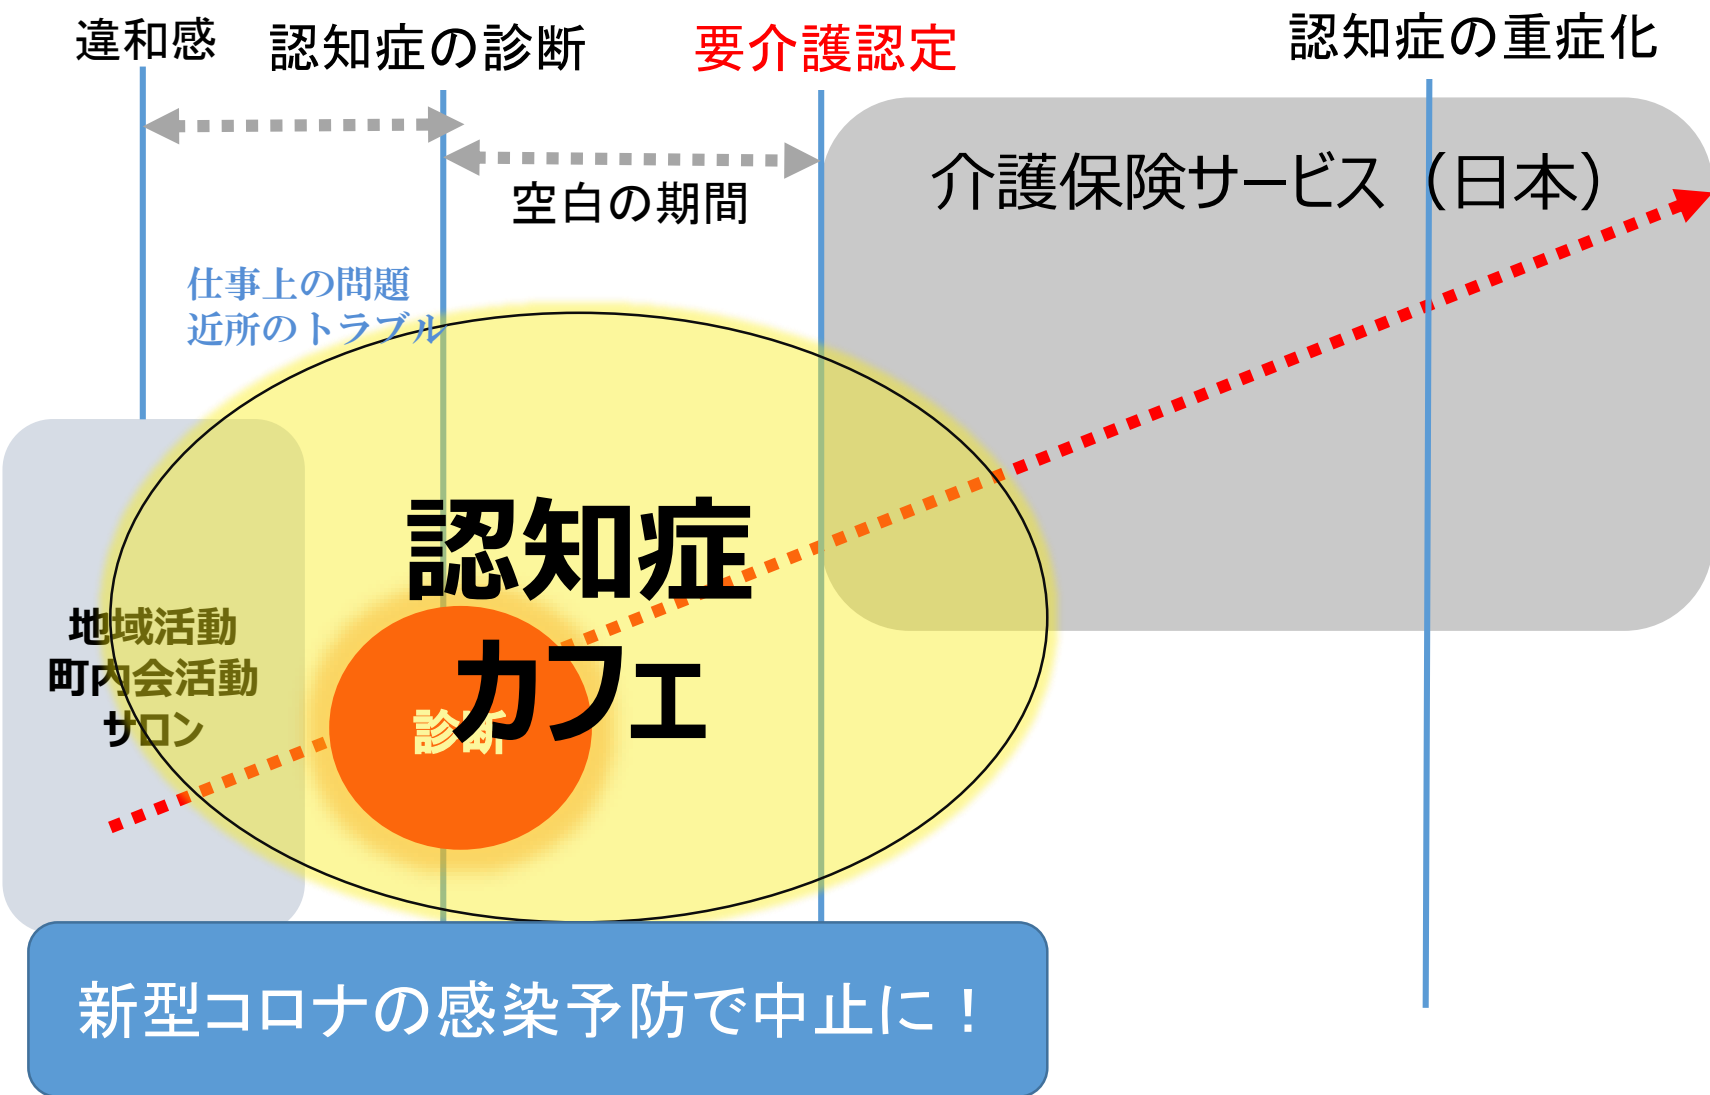 違和感
認知症の診断
要介護認定
認知症の重症化
介護保険サービス（日本）
空白の期間
仕事上の問題
近所のトラブル
認知症
カフェ
地域活動
町内会活動
サロン
診断
新型コロナの感染予防で中止に！